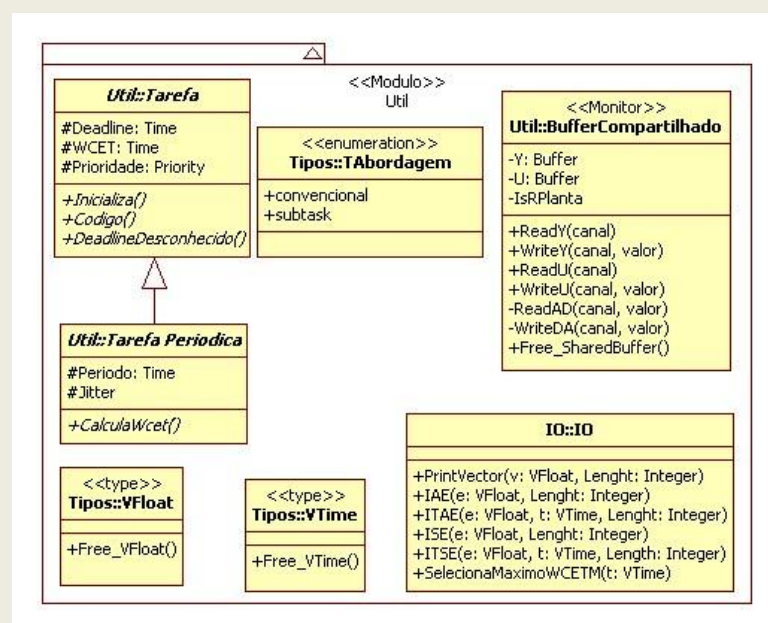 <<Modulo>>
Util
Util::Tarefa
#Deadline: Time
#WCET: Time
#Prioridade: Priority
+Inicializa()
+Codigo()
+DeadlineDesconhecido()
<<enumeration>>
Tipos::TAbordagem
+convencional
+subtask
<<Monitor>>
Util::BufferCompartilhado
-Y: Buffer
-U: Buffer
-IsRPlanta
+ReadY(canal)
+WriteY(canal, valor)
+ReadU(canal)
+WriteU(canal, valor)
-ReadAD(canal, valor)
-WriteDA(canal, valor)
+Free_SharedBuffer()
Util::Tarefa Periodica
#Periodo: Time
#Jitter
+CalculaWcet()
<<type>>
Tipos::VFloat
+Free_VFloat()
<<type>>
Tipos::VTime
+Free_VTime()
IO::IO
+PrintVector(v: VFloat, Lenght: Integer)
+IAE(e: VFloat, Lenght: Integer)
+ITAE(e: VFloat, t: VTime, Lenght: Integer)
+ISE(e: VFloat, Lenght: Integer)
+ITSE(e: VFloat, t: VTime, Length: Integer)
+SelecionaMaximoWCETM(t: VTime)